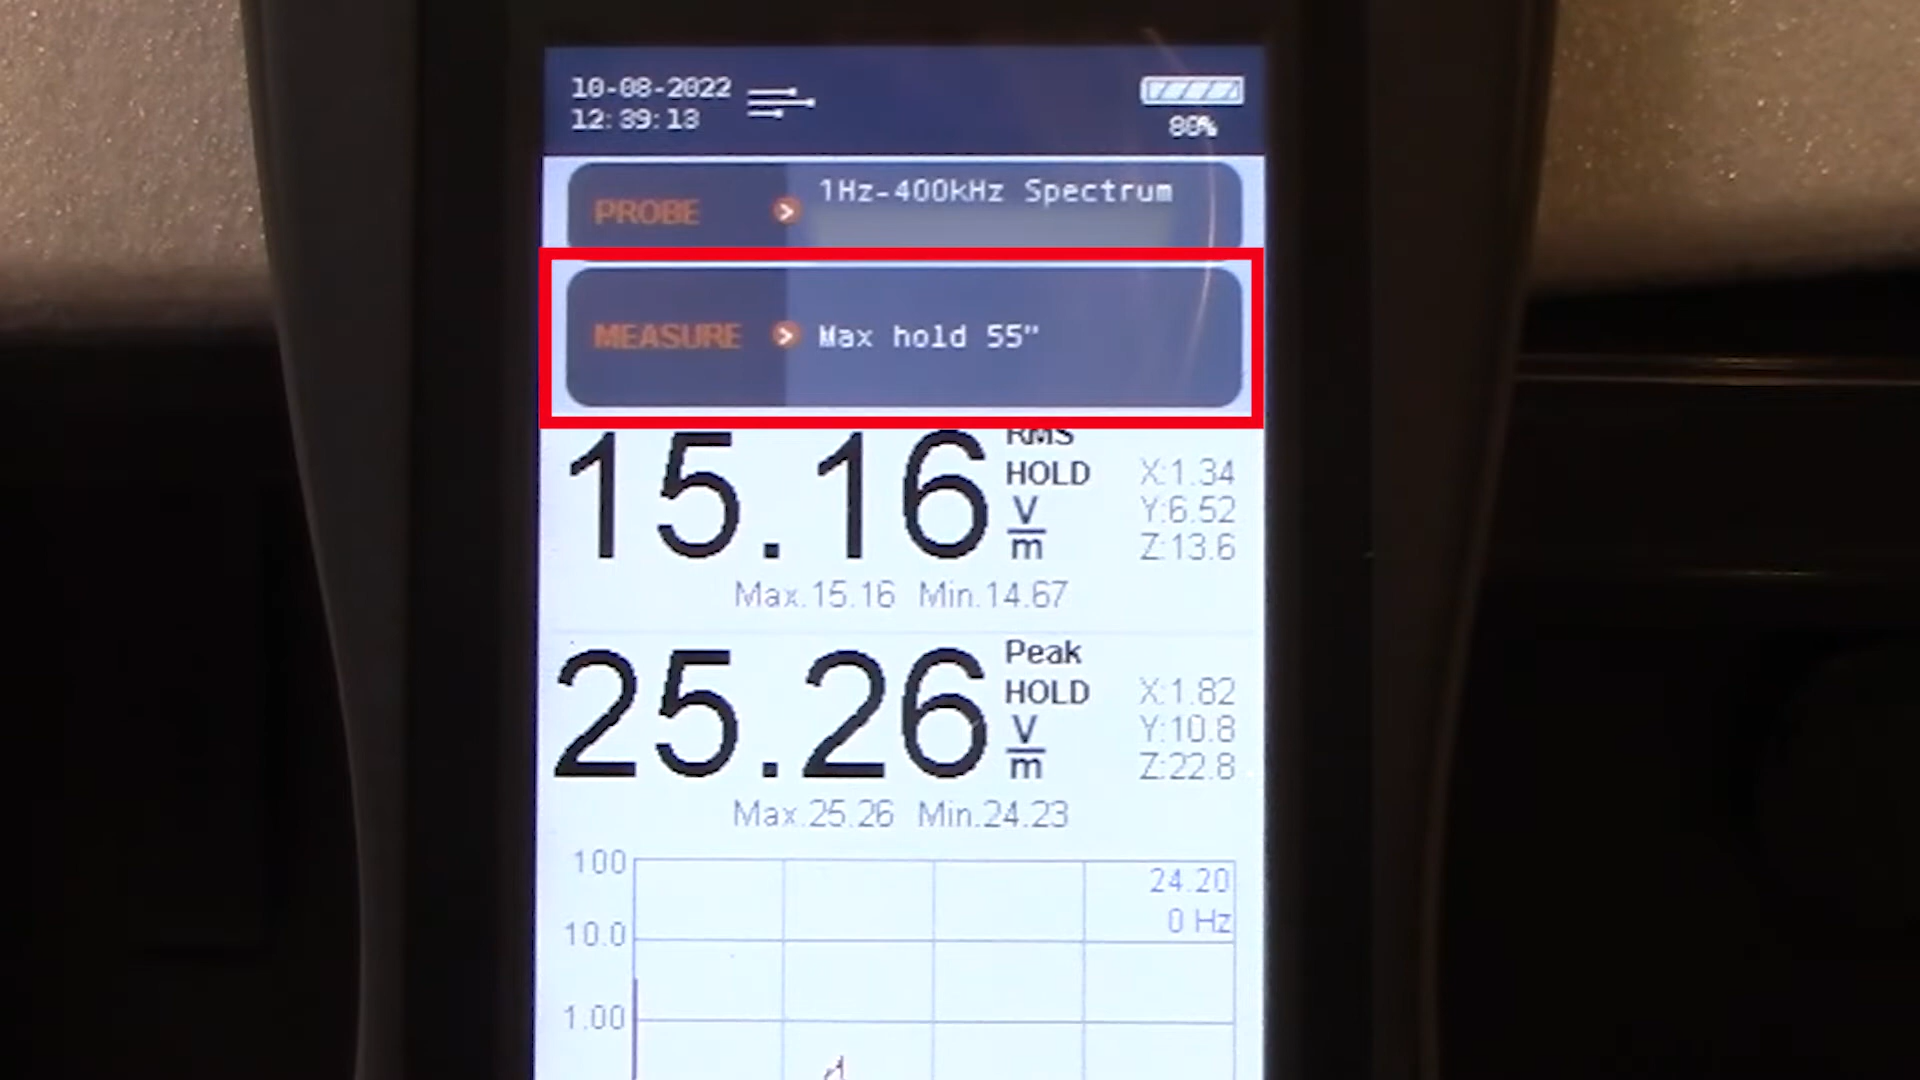 10-08-2022
12:39:13
80%
PROBE
1Hz-400kHz Spectrum
MEASURE
Max hold 55"
15.16
RMS
HOLD
V
m
X:1.34
Y:6.52
Z:13.6
Max.15.16 Min.14.67
25.26
Peak
HOLD
V
m
X:1.82
Y:10.8
Z:22.8
Max.25.26 Min.24.23
100
24.20
0 Hz
10.0
1.00